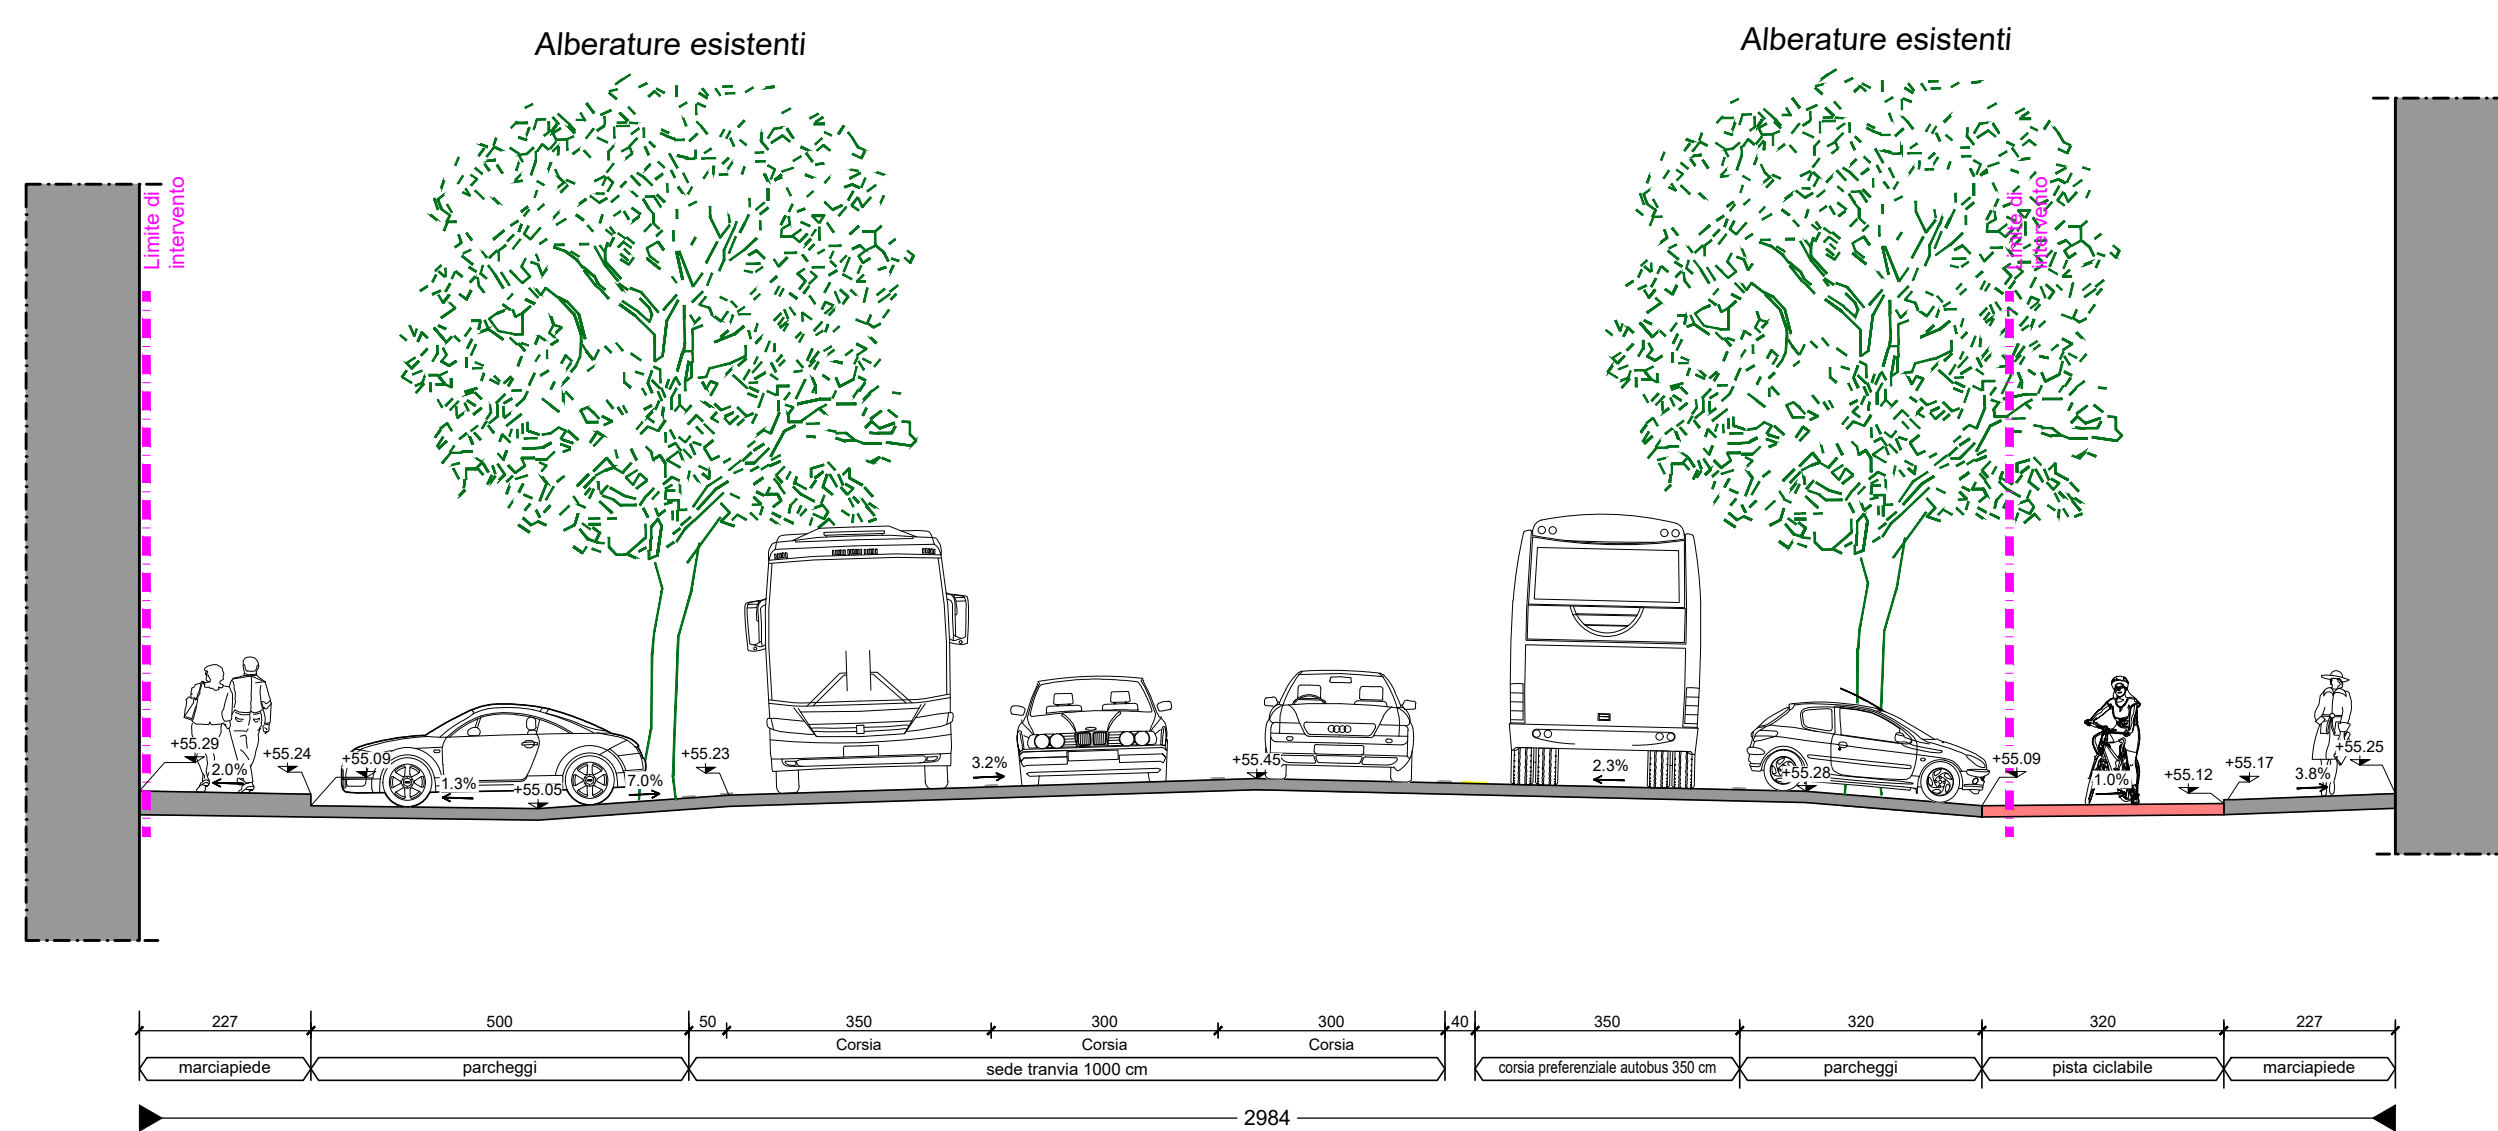 Alberature esistenti
Alberature esistenti
Limite di
intervento
Limite di
intervento
+55.29
2.0%
+55.24
+55.09
1.3%
+55.05
7.0%
+55.23
3.2%
+55.45
2.3%
+55.28
+55.09
1.0%
+55.12
+55.17
3.8%
+55.25
227
500
50
350
300
300
40
350
320
320
227
Corsia
Corsia
Corsia
marciapiede
parcheggi
sede tranvia 1000 cm
corsia preferenziale autobus 350 cm
parcheggi
pista ciclabile
marciapiede
2984